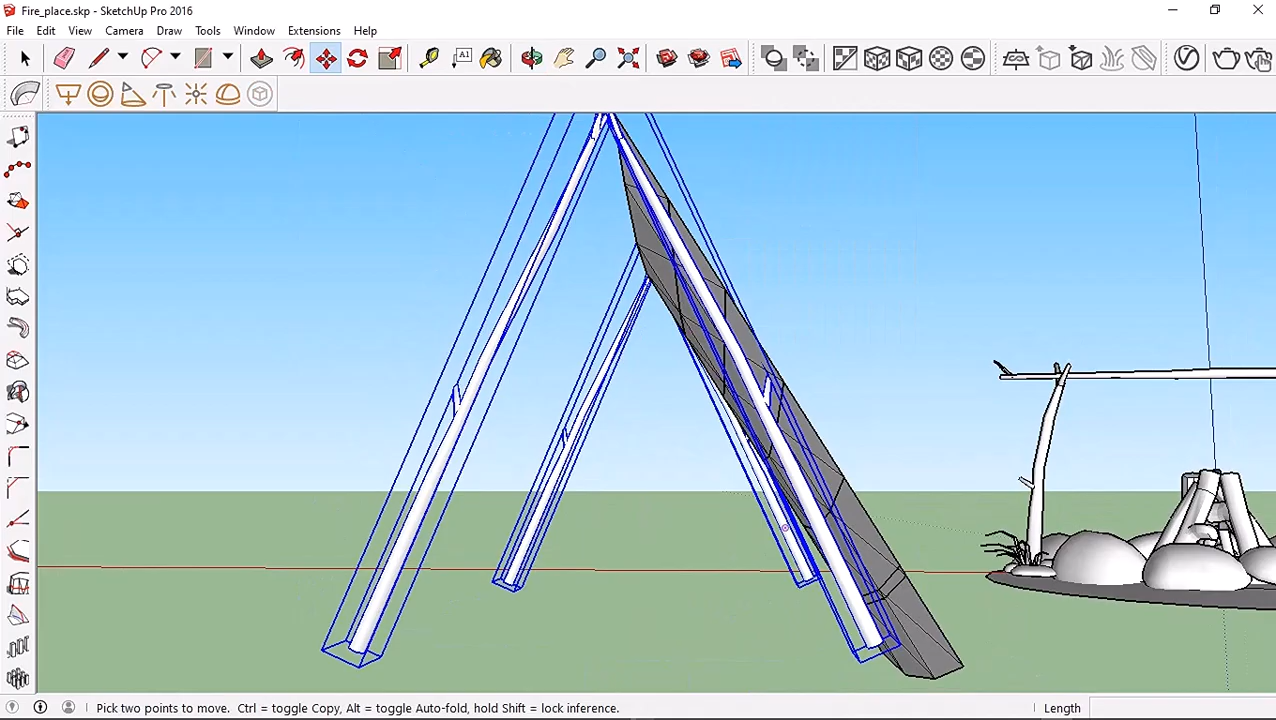 Fire_place.skp - SketchUp Pro 2016
File Edit View Camera Draw Tools Window Extensions Help
A1
Pick two points to move. Ctrl = toggle Copy, Alt = toggle Auto-fold, hold Shift = lock inference. Length